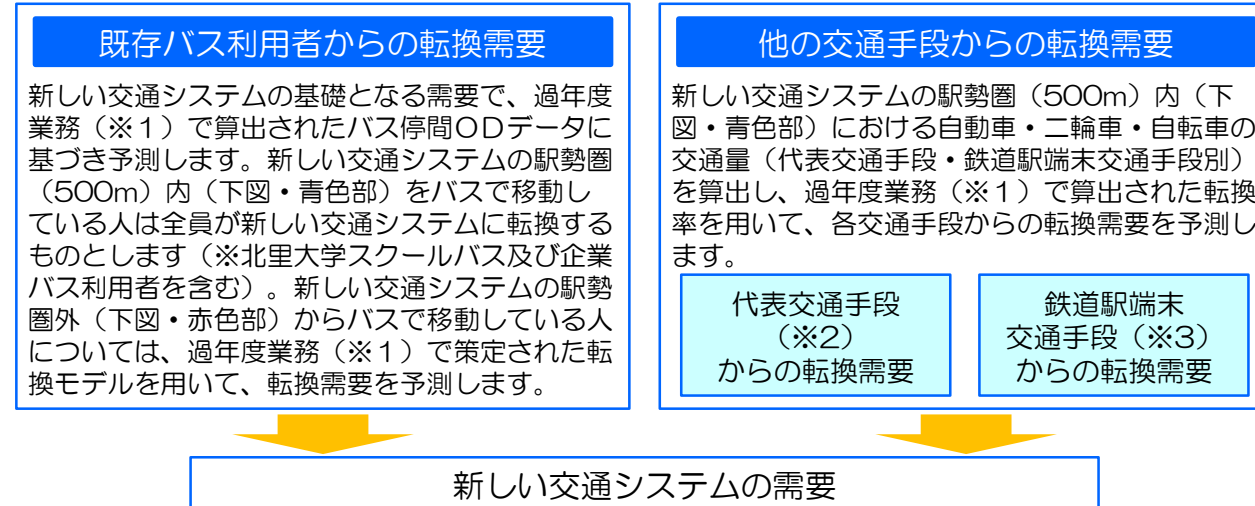 既存バス利用者からの転換需要
新しい交通システムの基礎となる需要で、過年度
業務（※１）で算出されたバス停間ＯＤデータに
基づき予測します。新しい交通システムの駅勢圏
（500m）内（下図・青色部）をバスで移動し
ている人は全員が新しい交通システムに転換する
ものとします（※北里大学スクールバス及び企業
バス利用者を含む）。新しい交通システムの駅勢
圏外（下図・赤色部）からバスで移動している人
については、過年度業務（※１）で策定された転
換モデルを用いて、転換需要を予測します。
他の交通手段からの転換需要
新しい交通システムの駅勢圏（500m）内（下
図・青色部）における自動車・二輪車・自転車の
交通量（代表交通手段・鉄道駅端末交通手段別）
を算出し、過年度業務（※１）で算出された転換
率を用いて、各交通手段からの転換需要を予測し
ます。
代表交通手段
（※2）
からの転換需要
鉄道駅端末
交通手段（※3）
からの転換需要
新しい交通システムの需要